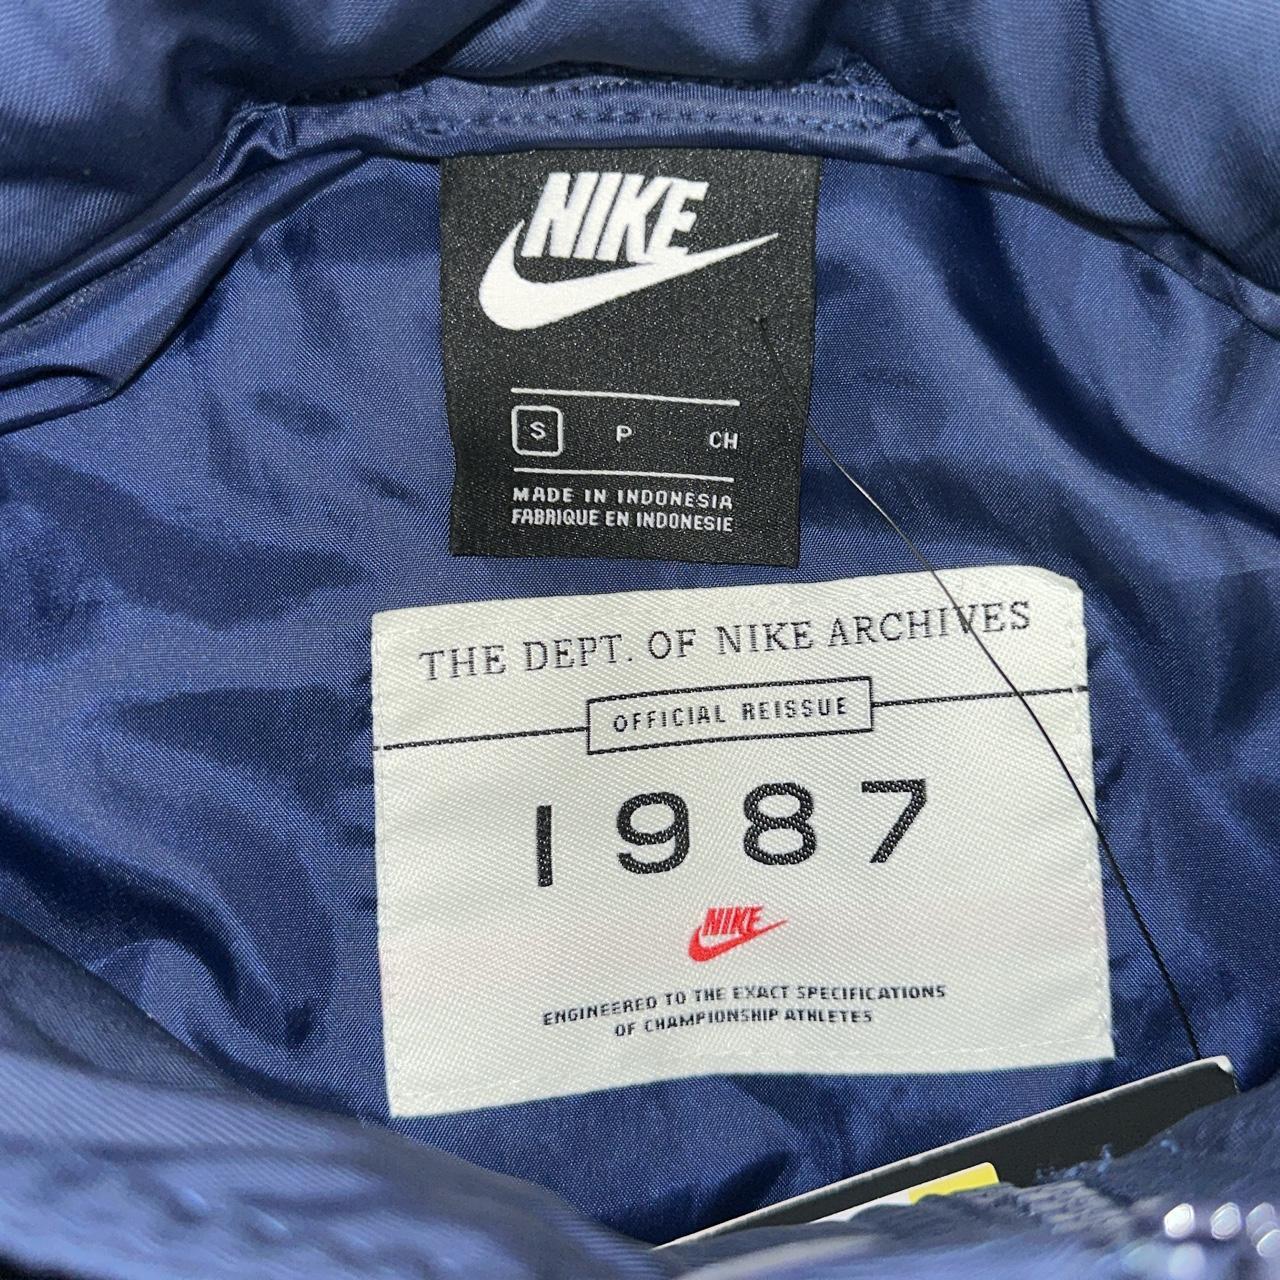 NIKE
S P CH
MADE IN INDONESIA
FABRIQUE EN INDONESIE
THE DEPT. OF NIKE ARCHIVES
OFFICIAL REISSUE
1987
NIKE
ENGINEERED TO THE EXACT SPECIFICATIONS
OF CHAMPIONSHIP ATHLETES